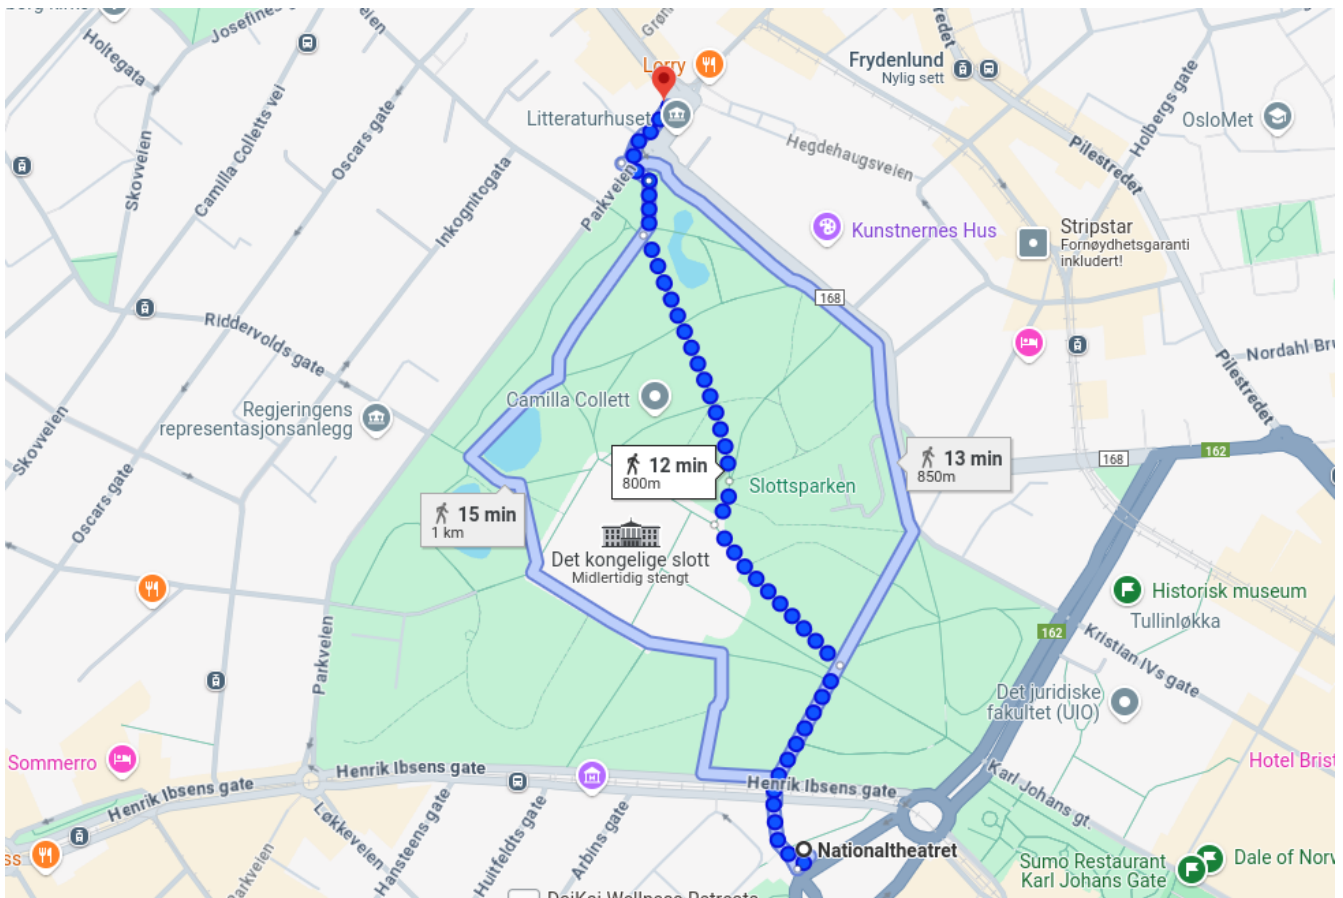 Josefines gate
Holtegata
Lorry
Frydenlund
Nylig sett
Litteraturhuset
Hegdehaugsveien
Pilestredet
Holbergs gate
OsloMet
Skovveien
Camilla Colletts vei
Oscars gate
Inkognitogata
Parkveien
Kunstnernes Hus
Stripstar
Fornøydhetsgaranti
inkludert!
168
Riddervolds gate
Nordahl Bru
Pilestredet
Regjeringens
representasjonsanlegg
Camilla Collett
Skovveien
Oscars gate
12 min
800m
Slottsparken
13 min
850m
168
162
15 min
1 km
Det kongelige slott
Midlertidig stengt
Historisk museum
Tullinløkka
162
Kristian IVs gate
Parkveien
Det juridiske
fakultet (UIO)
Sommerro
Henrik Ibsens gate
Henrik Ibsens gate
Henrik Ibsens gate
Hotel Brist
Karl Johans gt.
Løkkeveien
Hansteens gate
Huitfeldts gate
Arbins gate
Nationaltheatret
Parkveien
Sumo Restaurant
Karl Johans Gate
Dale of Norw